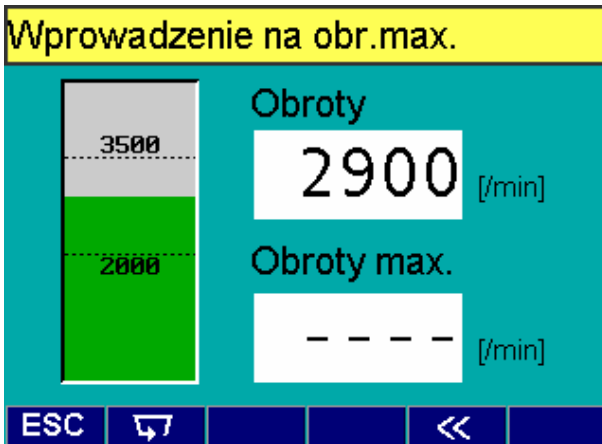 Wprowadzenie na obr.max.
Obroty
3500
2900 [/min]
2000
Obroty max.
---- [/min]
ESC <<